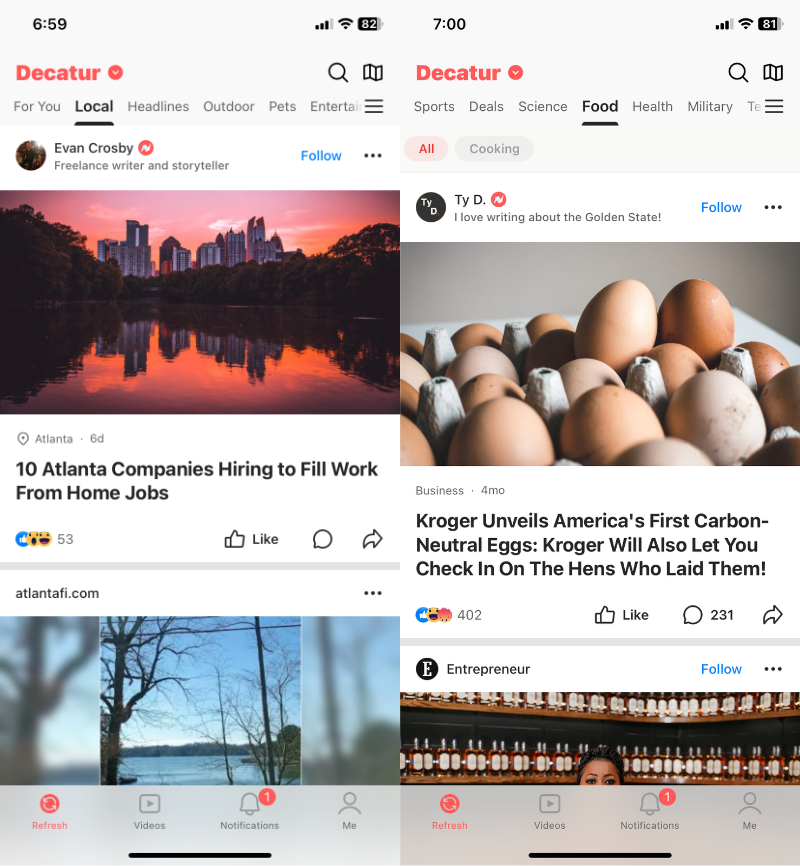 6:59
82
Decatur
For You Local Headlines Outdoor Pets Entertai
Evan Crosby
Freelance writer and storyteller
Follow
Atlanta · 6d
10 Atlanta Companies Hiring to Fill Work
From Home Jobs
53
Like
atlantafi.com
1
Refresh Videos Notifications Me
7:00
81
Decatur
Sports Deals Science Food Health Military Te
All Cooking
Ty D
Ty D.
I love writing about the Golden State!
Follow
Business · 4mo
Kroger Unveils America's First Carbon-
Neutral Eggs: Kroger Will Also Let You
Check In On The Hens Who Laid Them!
402
Like
231
E
Entrepreneur
Follow
1
Refresh Videos Notifications Me